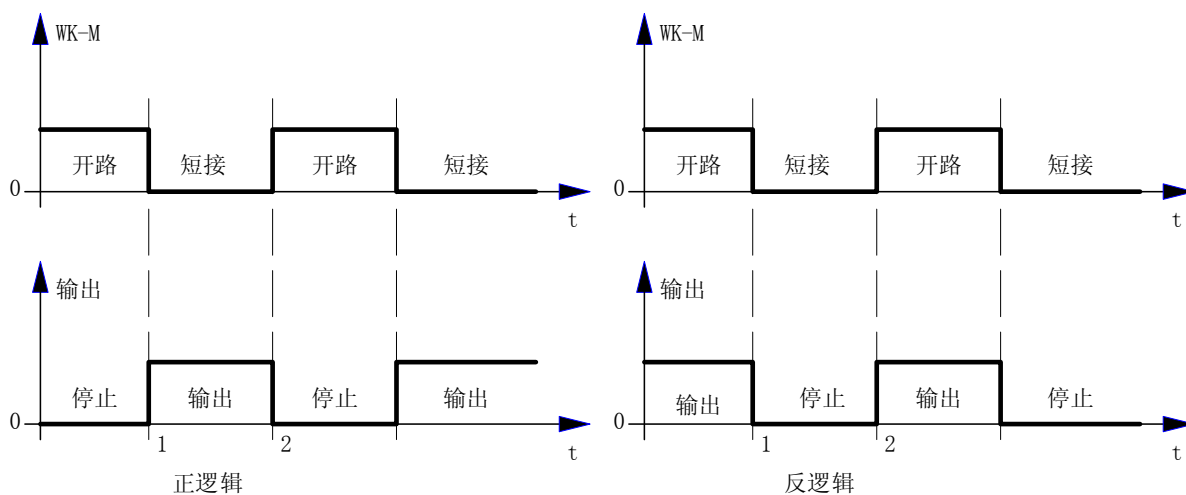 WK-M
开路 短接 开路 短接
0
t
输出
停止 输出 停止 输出
0
1 2
t
正逻辑
WK-M
开路 短接 开路 短接
0
t
输出
输出 停止 输出 停止
0
1 2
t
反逻辑